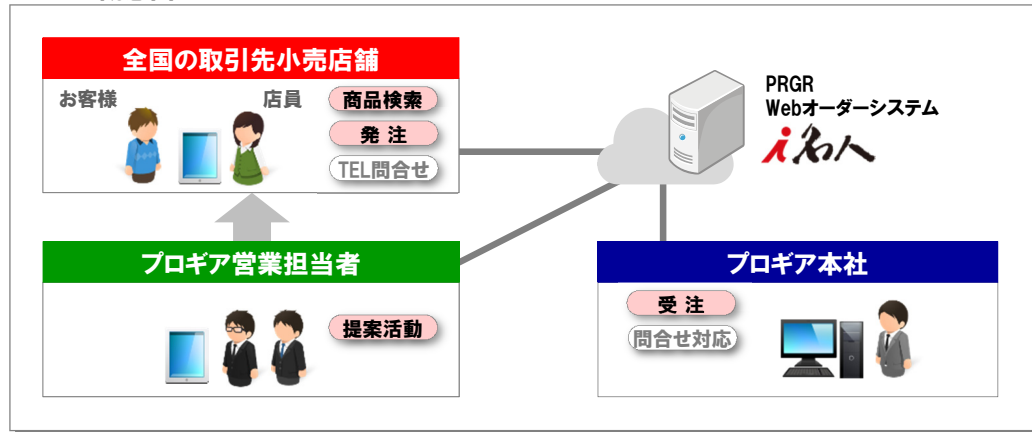 全国の取引先小売店舗
お客様
店員
商品検索
発注
TEL問合せ
PRGR
Webオーダーシステム
i名人
プロギア営業担当者
提案活動
プロギア本社
受注
問合せ対応